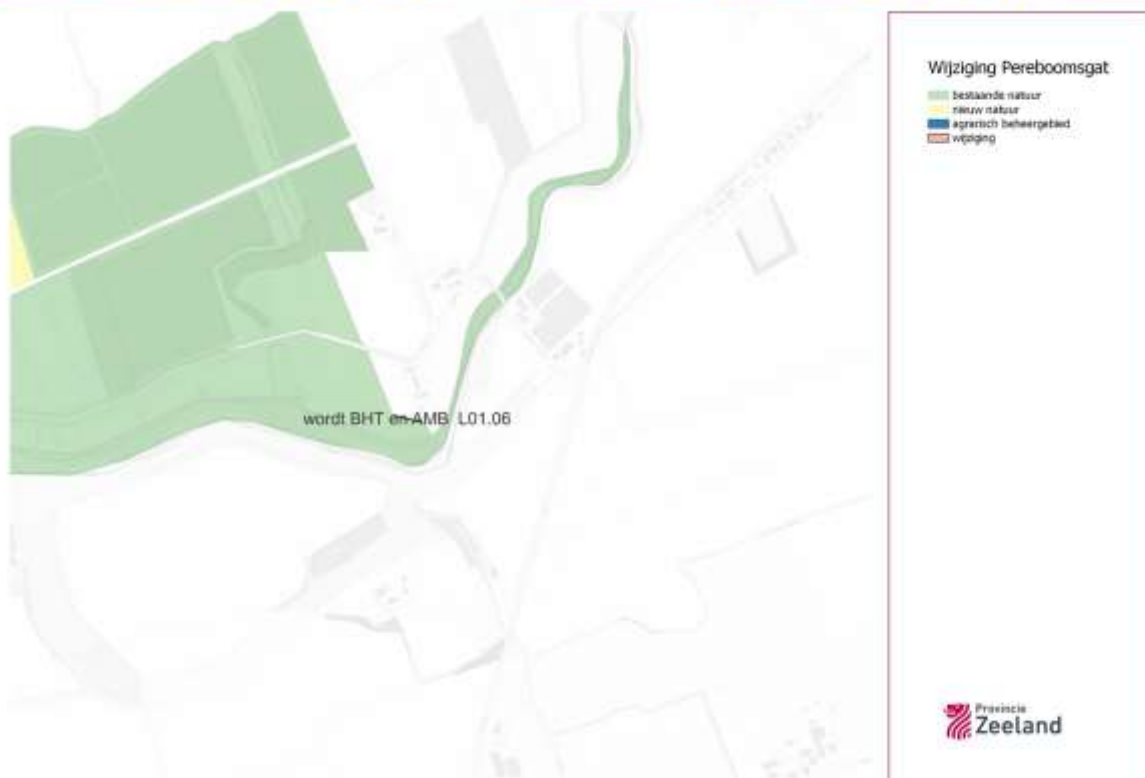 Wijziging Pereboomsgat
bestaande natuur
nieuw natuur
agrarisch beheergebied
wijziging
wordt BHT en AMB L01.06
Provincie
Zeeland